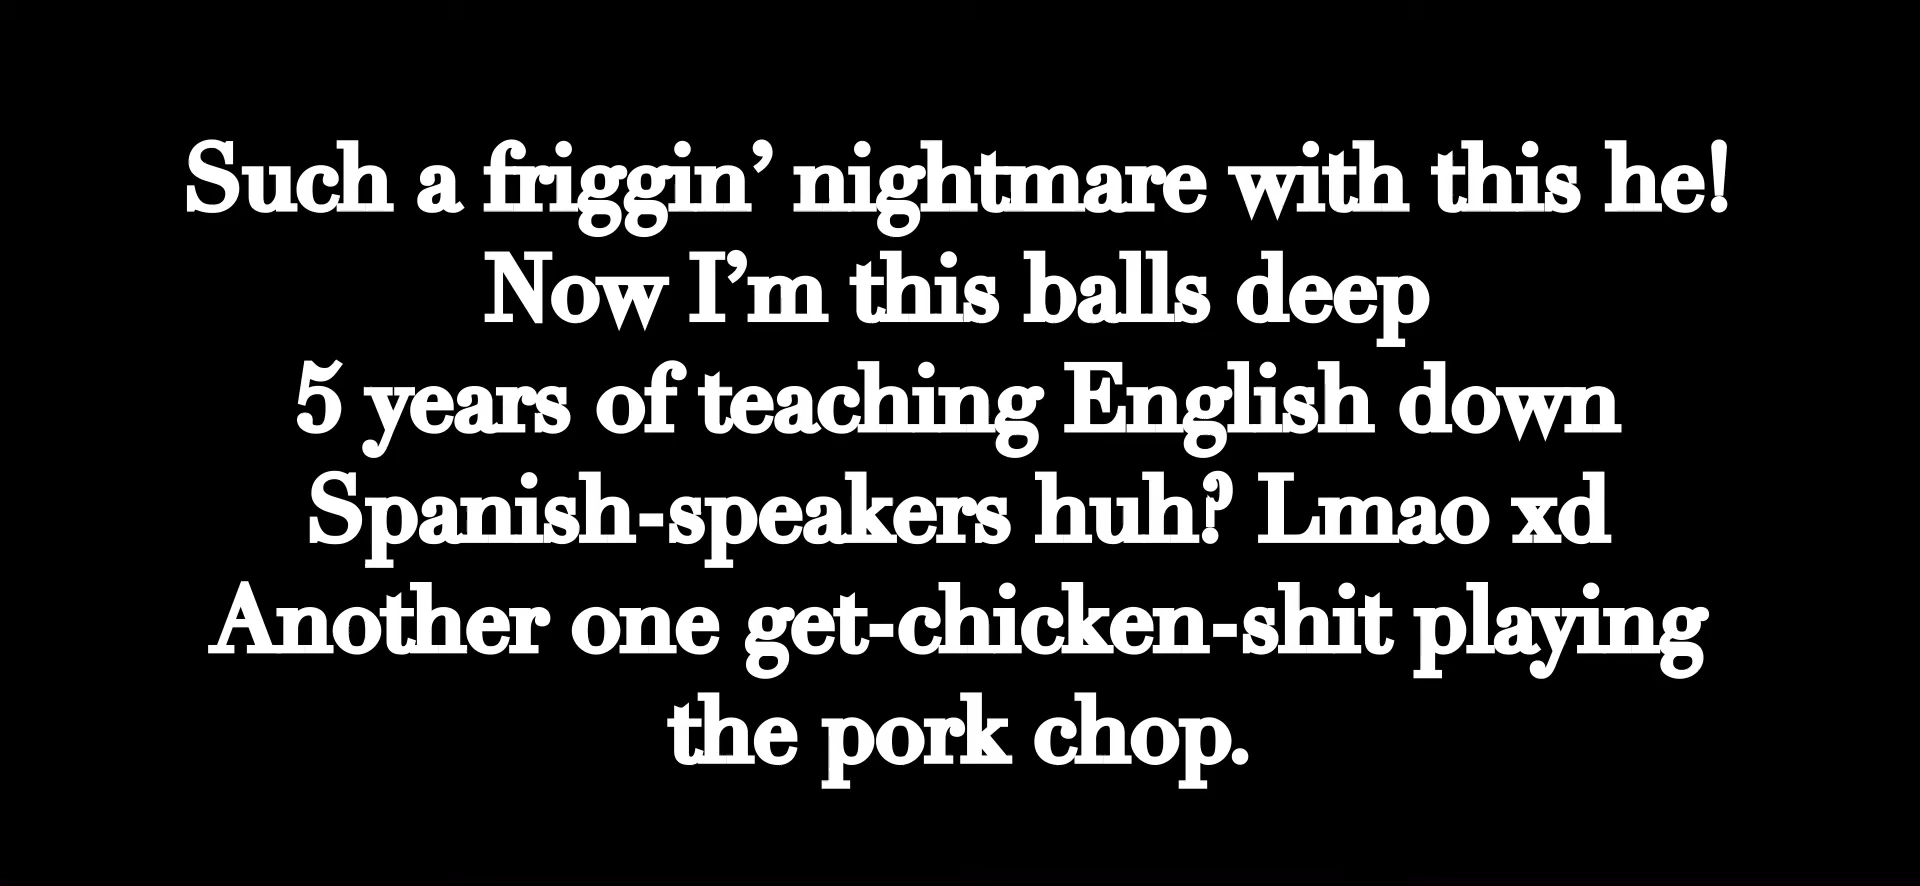 Such a friggin’ nightmare with this he!
Now I’m this balls deep
5 years of teaching English down
Spanish-speakers huh? Lmao xd
Another one get-chicken-shit playing
the pork chop.